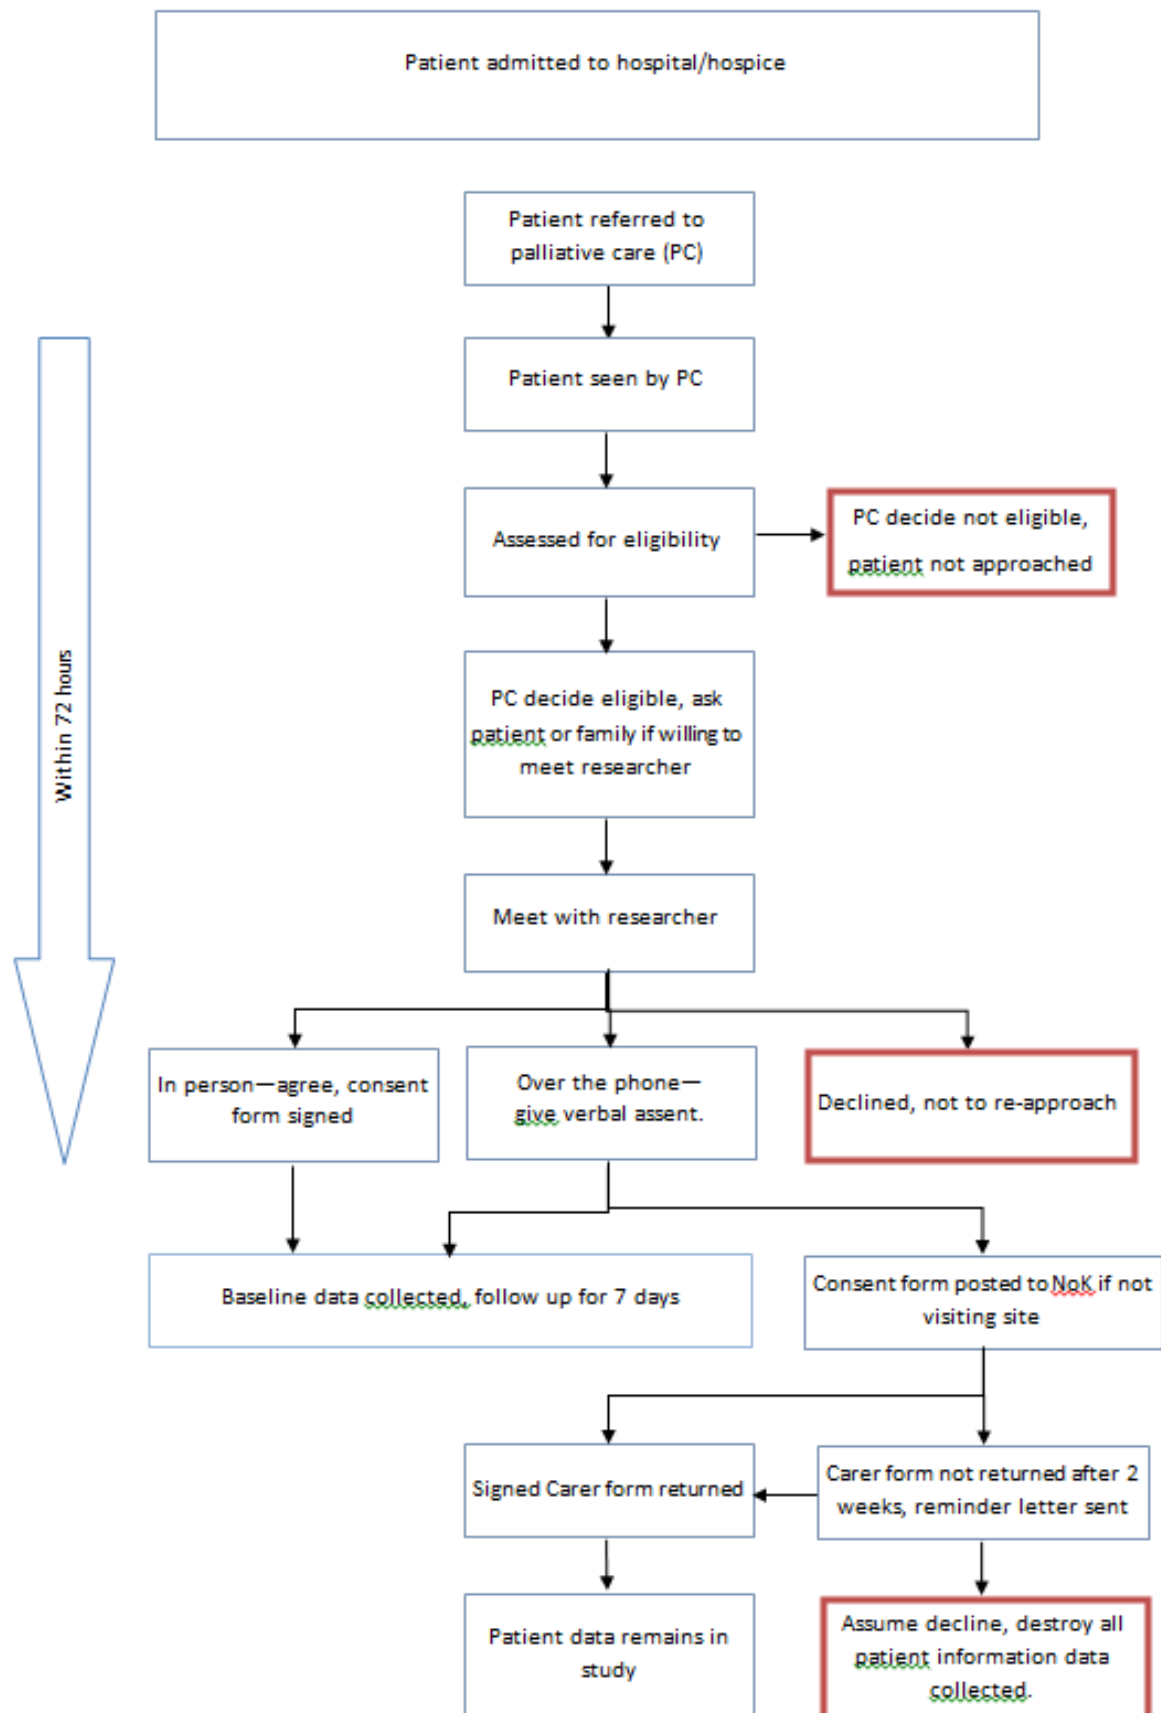 Patient admitted to hospital/hospice
Patient referred to
palliative care (PC)
Patient seen by PC
Assessed for eligibility
PC decide not eligible,
patient not approached
Within 72 hours
PC decide eligible, ask
patient or family if willing to
meet researcher
Meet with researcher
In person—agree, consent
form signed
Over the phone—
give verbal assent.
Declined, not to re-approach
Baseline data collected, follow up for 7 days
Consent form posted to NoK if not
visiting site
Signed Carer form returned
Carer form not returned after 2
weeks, reminder letter sent
Patient data remains in
study
Assume decline, destroy all
patient information data
collected.